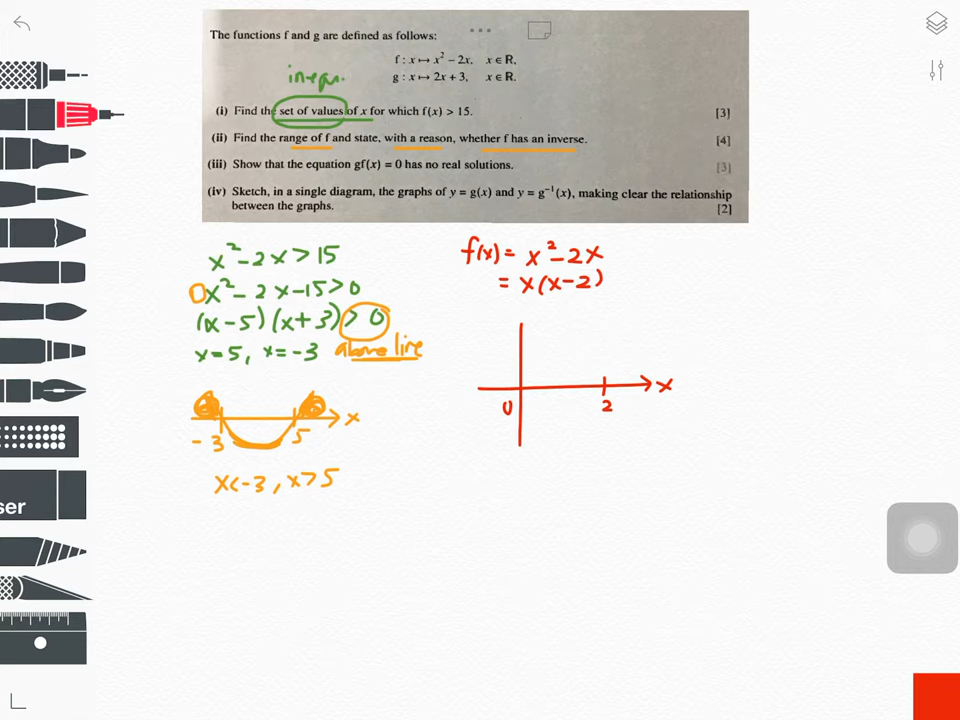 The functions f and g are defined as follows:
f : x ↦ x² − 2x, x ∈ R,
g : x ↦ 2x + 3, x ∈ R.
inequ.
(i) Find the set of values of x for which f(x) > 15. [3]
(ii) Find the range of f and state, with a reason, whether f has an inverse. [4]
(iii) Show that the equation gf(x) = 0 has no real solutions. [3]
(iv) Sketch, in a single diagram, the graphs of y = g(x) and y = g⁻¹(x), making clear the relationship
between the graphs. [2]
x² − 2x > 15
x² − 2x − 15 > 0
(x − 5)(x + 3) > 0
x = 5, x = −3 above line
−3 5 x
x < −3, x > 5
f(x) = x² − 2x
= x(x − 2)
x
0 2
ser